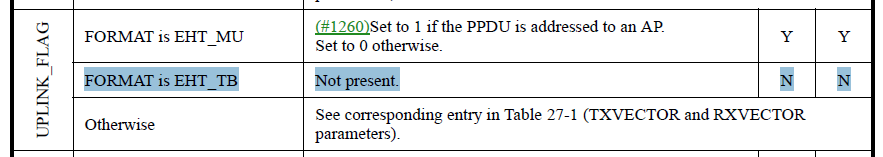 UPLINK_FLAG
FORMAT is EHT_MU
(#1260)Set to 1 if the PPDU is addressed to an AP.
Set to 0 otherwise.
Y
Y
FORMAT is EHT_TB
Not present.
N
N
Otherwise
See corresponding entry in Table 27-1 (TXVECTOR and RXVECTOR
parameters).